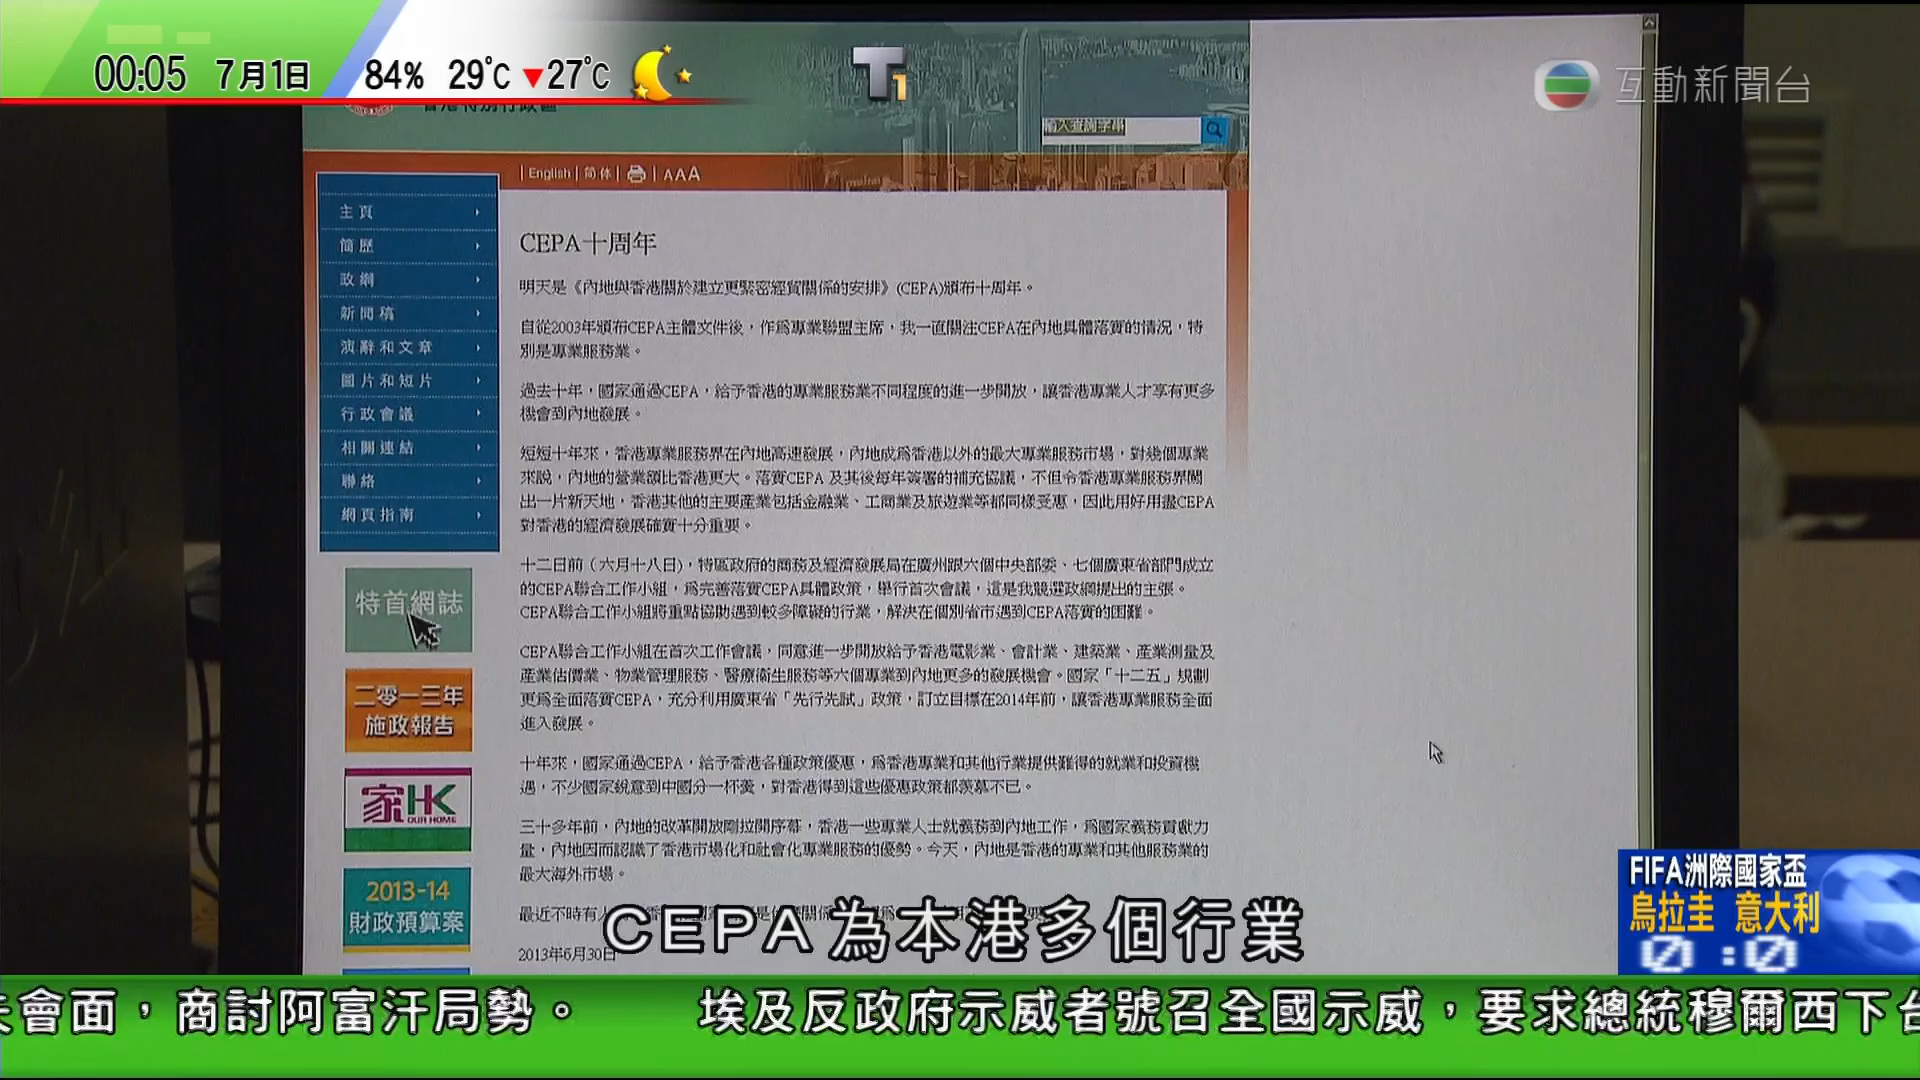 00:05 7月1日 84% 29℃ ▼27℃
T1
互動新聞台
香港特別行政區
輸入查詢字串
English | 简体 | AAA
主頁
簡歷
政綱
新聞稿
演辭和文章
圖片和短片
行政會議
相關連結
聯絡
網頁指南
特首網誌
二零一三年
施政報告
家HK
OUR HOME
2013-14
財政預算案
CEPA十周年
明天是《內地與香港關於建立更緊密經貿關係的安排》(CEPA)頒布十周年。
自從2003年頒布CEPA主體文件後，作為專業聯盟主席，我一直關注CEPA在內地具體落實的情況，特
別是專業服務業。
過去十年，國家通過CEPA，給予香港的專業服務業不同程度的進一步開放，讓香港專業人才享有更多
機會到內地發展。
短短十年來，香港專業服務界在內地高速發展，內地成為香港以外的最大專業服務市場，對幾個專業
來說，內地的營業額比香港更大。落實CEPA 及其後每年簽署的補充協議，不但令香港專業服務界闖
出一片新天地，香港其他的主要產業包括金融業、工商業及旅遊業等都同樣受惠，因此用好用盡CEPA
對香港的經濟發展確實十分重要。
十二日前（六月十八日)，特區政府的商務及經濟發展局在廣州跟六個中央部委、七個廣東省部門成立
的CEPA聯合工作小組，為完善落實CEPA具體政策，舉行首次會議，這是我競選政綱提出的主張。
CEPA聯合工作小組將重點協助遇到較多障礙的行業，解決在個別省市遇到CEPA落實的困難。
CEPA聯合工作小組在首次工作會議，同意進一步開放給予香港電影業、會計業、建築業、產業測量及
產業估價業、物業管理服務、醫療衞生服務等六個專業到內地更多的發展機會。國家「十二五」規劃
更為全面落實CEPA，充分利用廣東省「先行先試」政策，訂立目標在2014年前，讓香港專業服務全面
進入發展。
十年來，國家通過CEPA，給予香港各種政策優惠，為香港專業和其他行業提供難得的就業和投資機
遇，不少國家銳意到中國分一杯羹，對香港得到這些優惠政策都羨慕不已。
三十多年前，內地的改革開放剛拉開序幕，香港一些專業人士就義務到內地工作，為國家義務貢獻力
量，內地因而認識了香港市場化和社會化專業服務的優勢。今天，內地是香港的專業和其他服務業的
最大海外市場。
最近不時有人
2013年6月30日
CEPA為本港多個行業
FIFA洲際國家盃
烏拉圭 意大利
0:0
會面，商討阿富汗局勢。 埃及反政府示威者號召全國示威，要求總統穆爾西下台